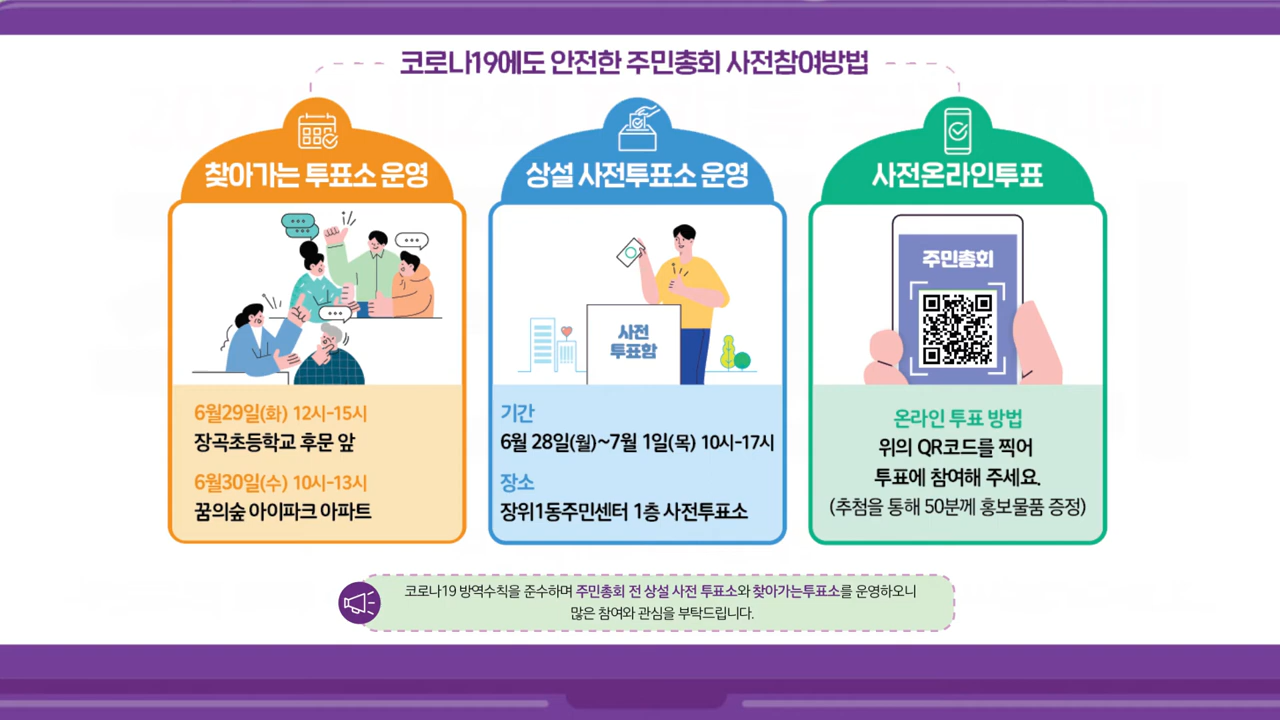 코로나19에도 안전한 주민총회 사전참여방법
찾아가는 투표소 운영
6월29일(화) 12시-15시
장곡초등학교 후문 앞
6월30일(수) 10시-13시
꿈의숲 아이파크 아파트
상설 사전투표소 운영
사전
투표함
기간
6월 28일(월)~7월 1일(목) 10시-17시
장소
장위1동주민센터 1층 사전투표소
사전온라인투표
주민총회
온라인 투표 방법
위의 QR코드를 찍어
투표에 참여해 주세요.
(추첨을 통해 50분께 홍보물품 증정)
코로나19 방역수칙을 준수하며 주민총회 전 상설 사전 투표소와 찾아가는투표소를 운영하오니
많은 참여와 관심을 부탁드립니다.